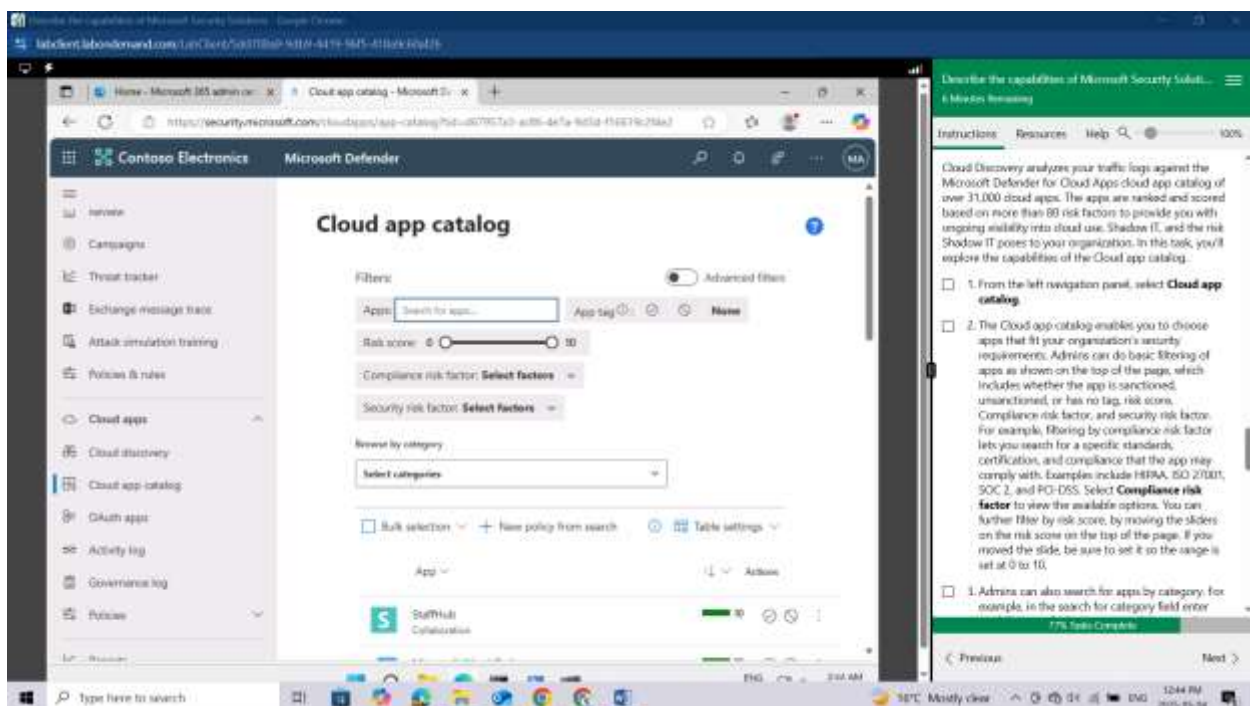 Describe the capabilities of Microsoft Security Solutions - Google Chrome
Home - Microsoft 365 admin cen
Cloud app catalog - Microsoft D
Contoso Electronics
Microsoft Defender
MA
Campaigns
Threat tracker
Exchange message trace
Attack simulation training
Policies & rules
Cloud apps
Cloud discovery
Cloud app catalog
OAuth apps
Activity log
Governance log
Policies
Cloud app catalog
Filters:
Advanced filters
Apps: Search for apps...
App tag : None
Risk score: 0 10
Compliance risk factor: Select factors
Security risk factor: Select factors
Browse by category
Select categories
Bulk selection
+ New policy from search
Table settings
App
Actions
StaffHub
10
Collaboration
ENG
Describe the capabilities of Microsoft Security Soluti...
6 Minutes Remaining
Instructions Resources Help 100%
Cloud Discovery analyzes your traffic logs against the
Microsoft Defender for Cloud Apps cloud app catalog of
over 31,000 cloud apps. The apps are ranked and scored
based on more than 80 risk factors to provide you with
ongoing visibility into cloud use, Shadow IT, and the risk
Shadow IT poses to your organization. In this task, you'll
explore the capabilities of the Cloud app catalog.
1. From the left navigation panel, select Cloud app
catalog.
2. The Cloud app catalog enables you to choose
apps that fit your organization's security
requirements. Admins can do basic filtering of
apps as shown on the top of the page, which
includes whether the app is sanctioned,
unsanctioned, or has no tag, risk score,
Compliance risk factor, and security risk factor.
For example, filtering by compliance risk factor
lets you search for a specific standards,
certification, and compliance that the app may
comply with. Examples include HIPAA, ISO 27001,
SOC 2, and PCI-DSS. Select Compliance risk
factor to view the available options. You can
further filter by risk score, by moving the sliders
on the risk score on the top of the page. If you
moved the slide, be sure to set it so the range is
set at 0 to 10.
3. Admins can also search for apps by category. For
example, in the search for category field enter
77% Tasks Complete
< Previous
Next >
Type here to search
16°C Mostly clear
ENG
12:44 PM